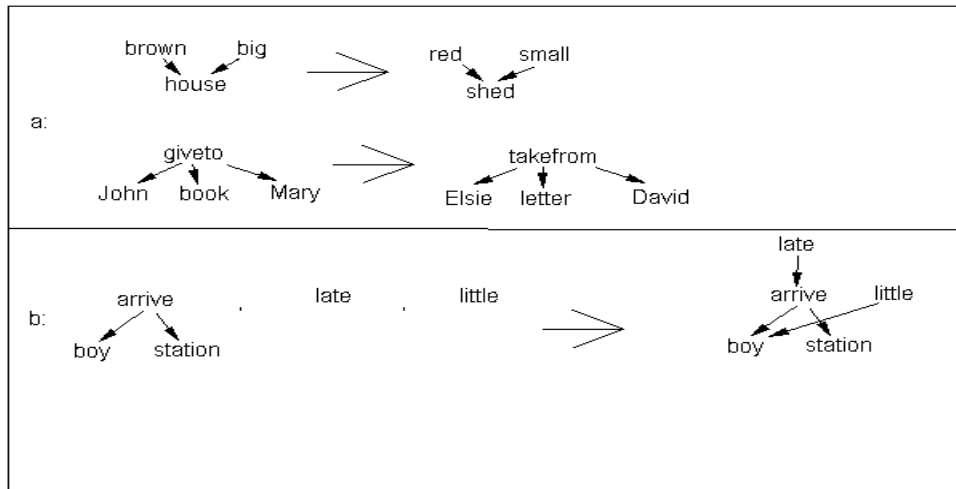 brown big red small
house shed
a:
giveto takefrom
John book Mary Elsie letter David
late
arrive , late , little arrive little
b:
boy station boy station